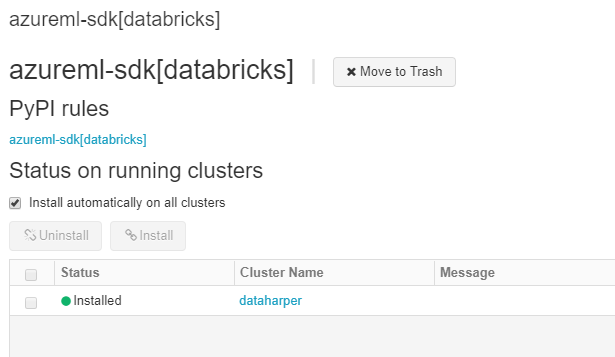 azureml-sdk[databricks]
azureml-sdk[databricks] | Move to Trash
PyPI rules
azureml-sdk[databricks]
Status on running clusters
Install automatically on all clusters
Uninstall Install
Status Cluster Name Message
Installed dataharper